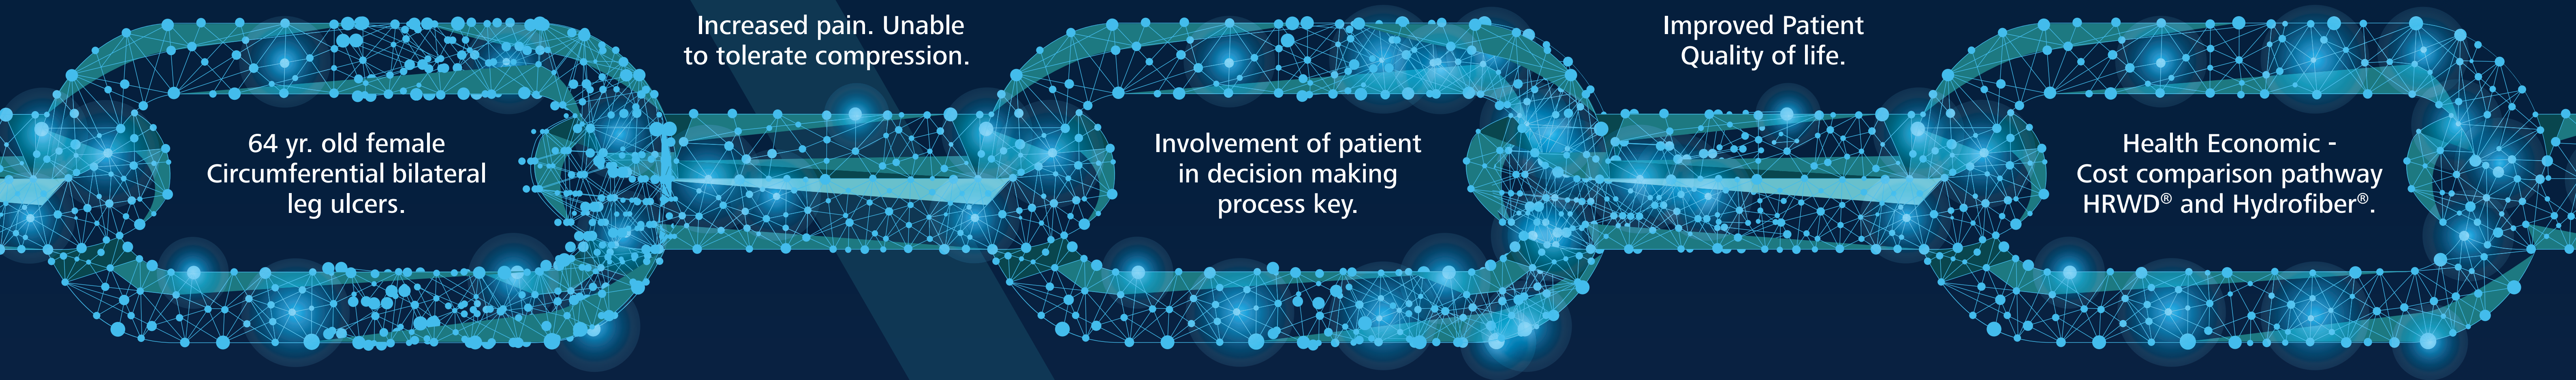 64 yr. old female
Circumferential bilateral
leg ulcers.
Increased pain. Unable
to tolerate compression.
Involvement of patient
in decision making
process key.
Improved Patient
Quality of life.
Health Economic -
Cost comparison pathway
HRWD® and Hydrofiber®.